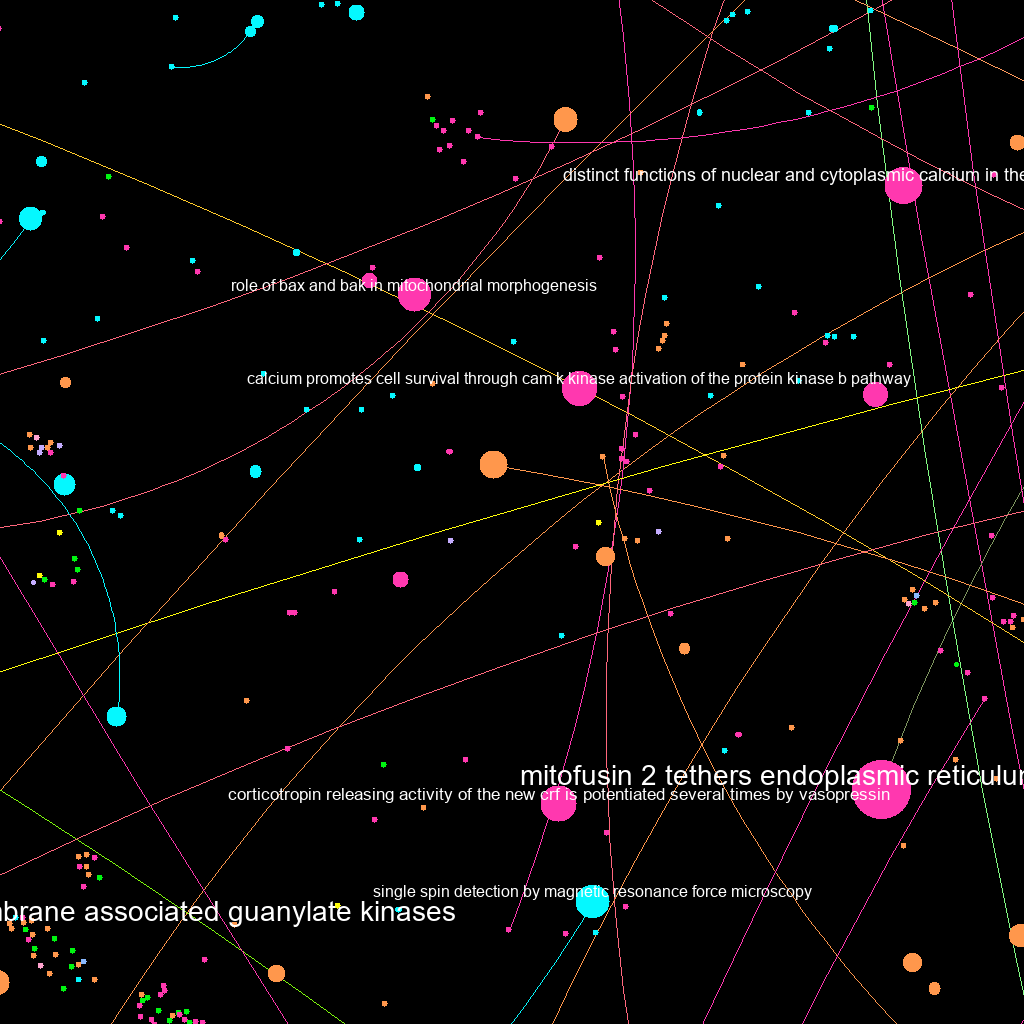 distinct functions of nuclear and cytoplasmic calcium in the
role of bax and bak in mitochondrial morphogenesis
calcium promotes cell survival through cam k kinase activation of the protein kinase b pathway
mitofusin 2 tethers endoplasmic reticulum
corticotropin releasing activity of the new crf is potentiated several times by vasopressin
single spin detection by magnetic resonance force microscopy
brane associated guanylate kinases